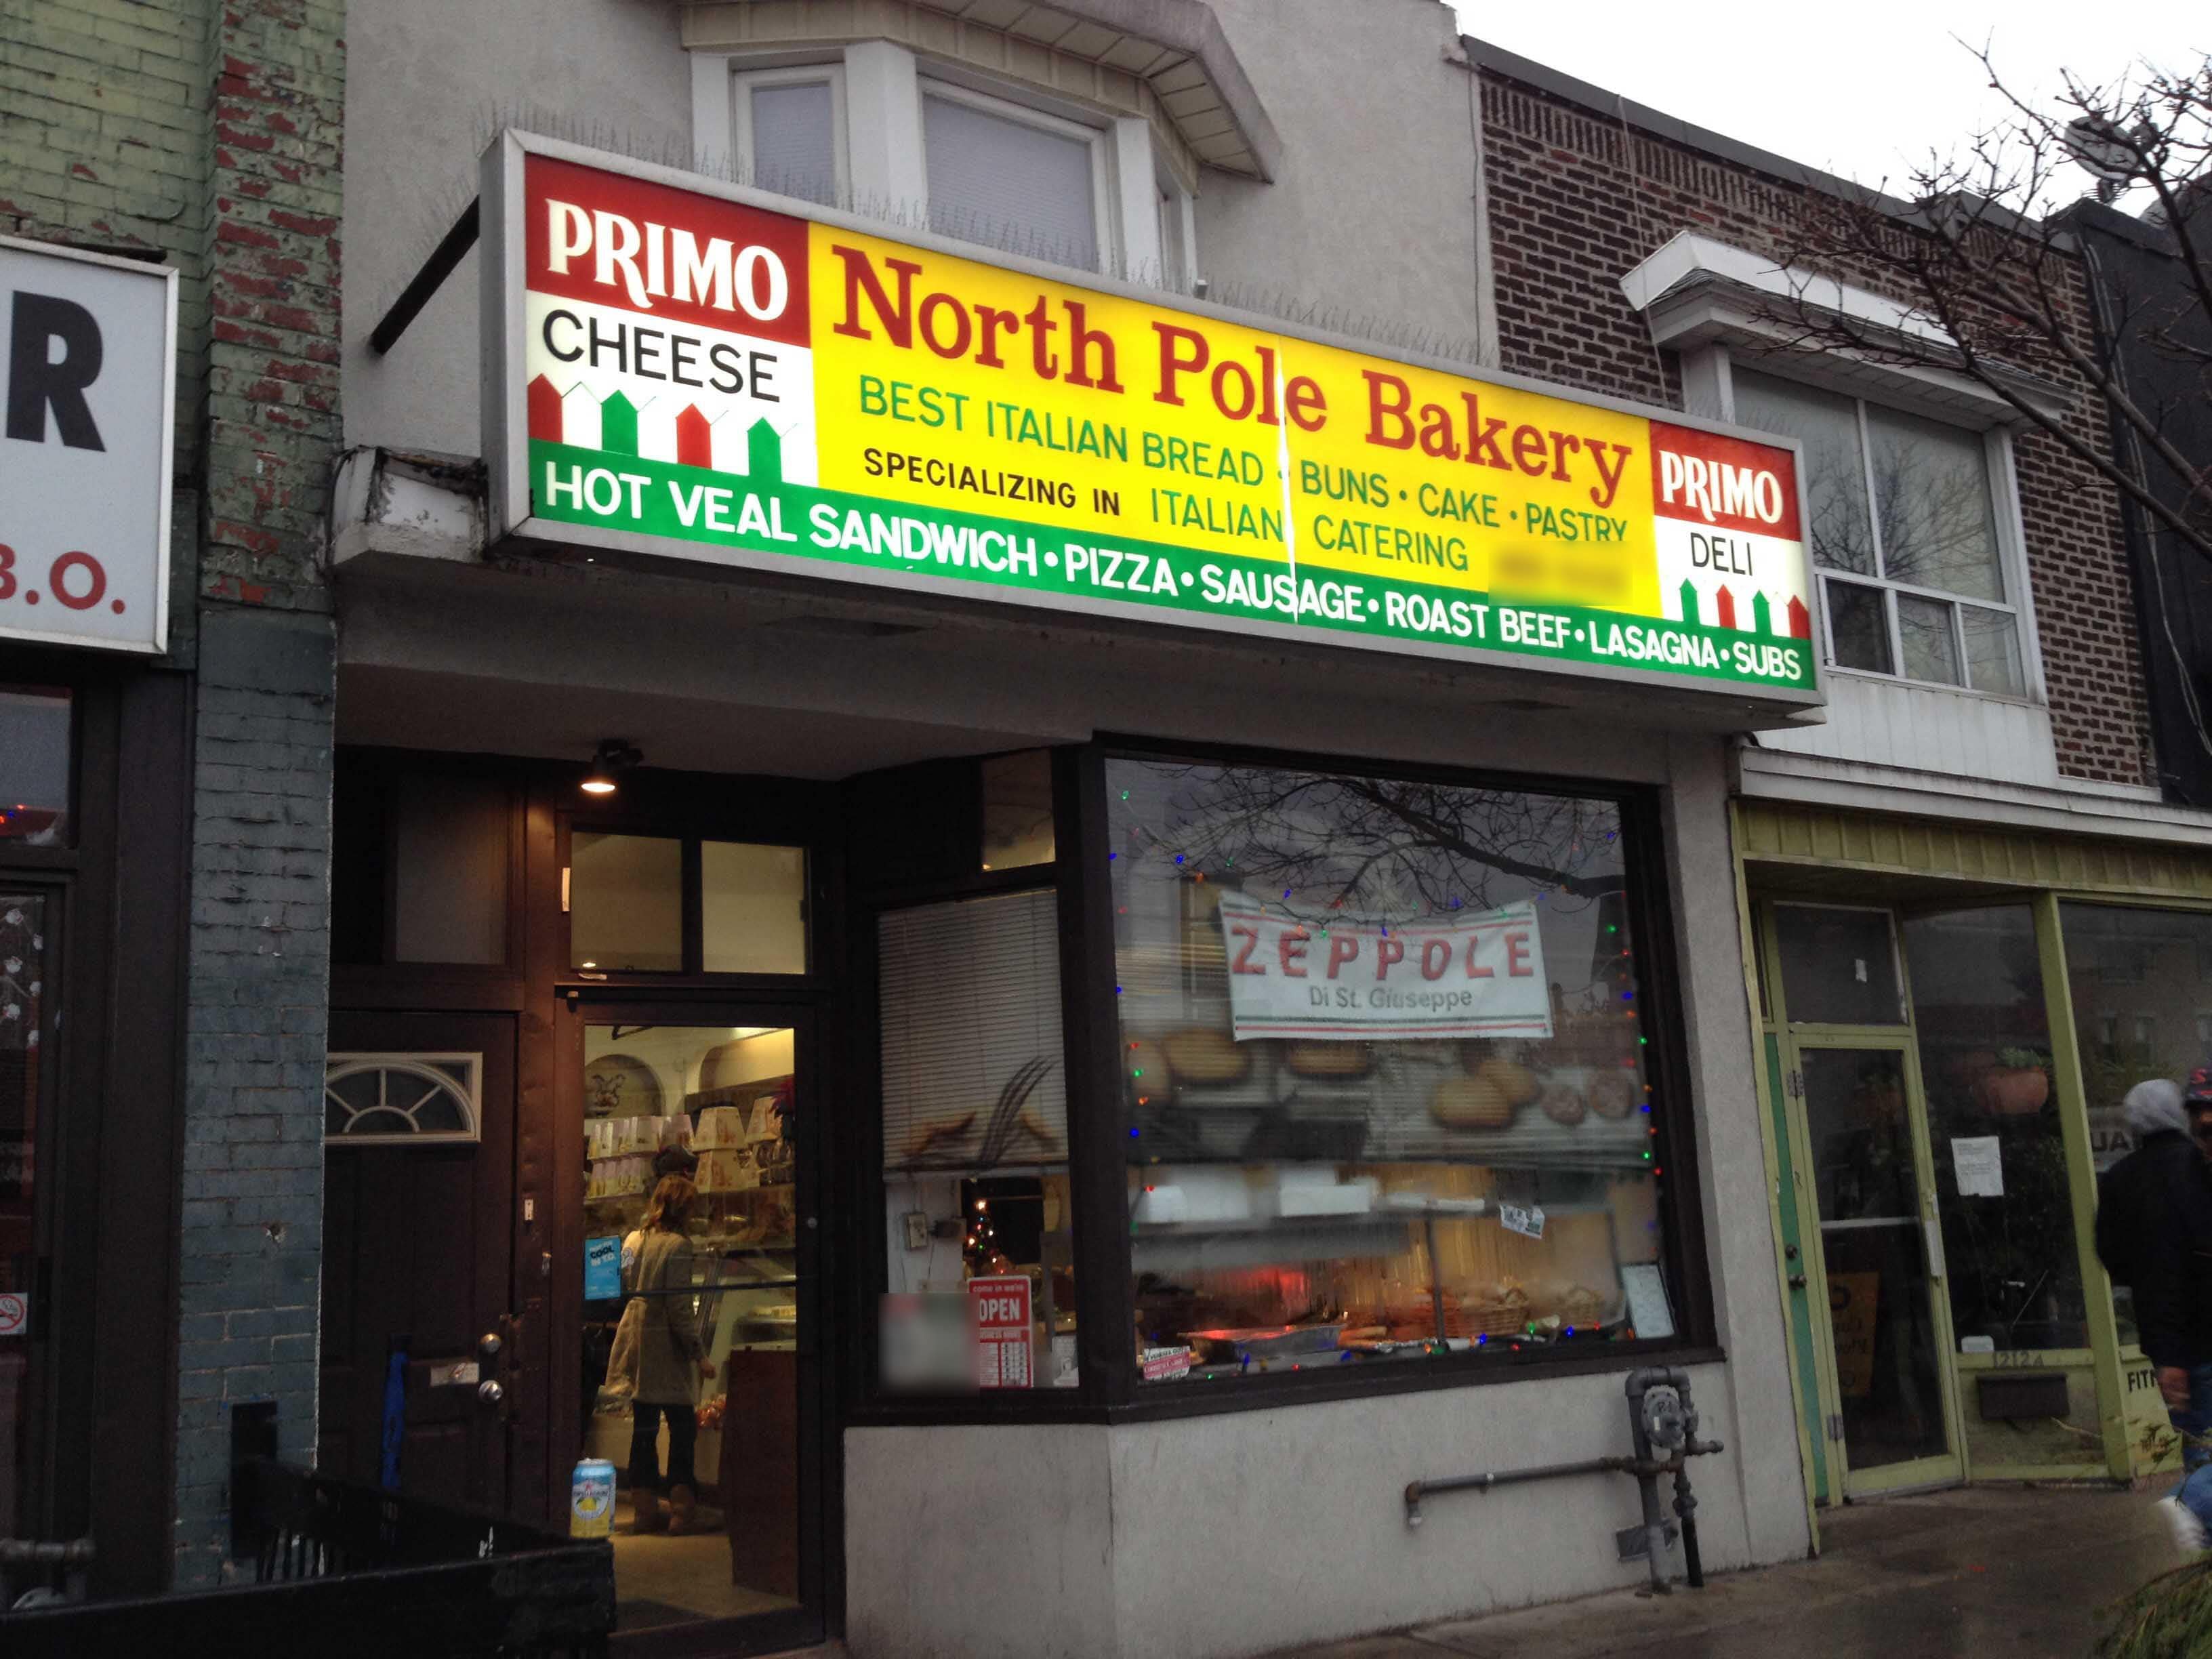 R
B.O.
PRIMO
CHEESE
North Pole Bakery
BEST ITALIAN BREAD • BUNS • CAKE • PASTRY
SPECIALIZING IN ITALIAN CATERING
PRIMO
DELI
HOT VEAL SANDWICH • PIZZA • SAUSAGE • ROAST BEEF • LASAGNA • SUBS
ZEPPOLE
Di St. Giuseppe
COOL
OPEN
1212A